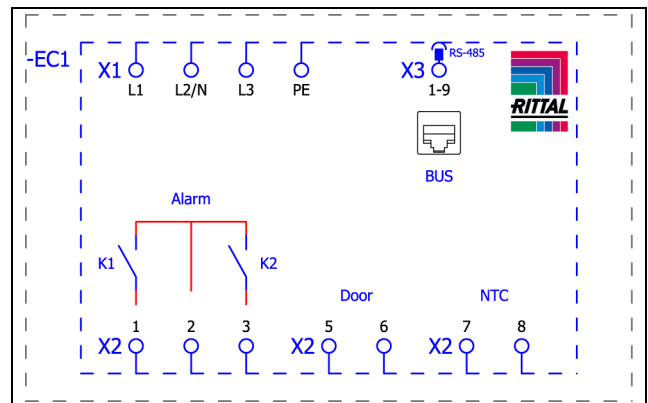 -EC1
X1
L1
L2/N
L3
PE
RS-485
X3
1-9
RITTAL
BUS
Alarm
K1
K2
Door
NTC
X2
1
2
3
X2
5
6
X2
7
8